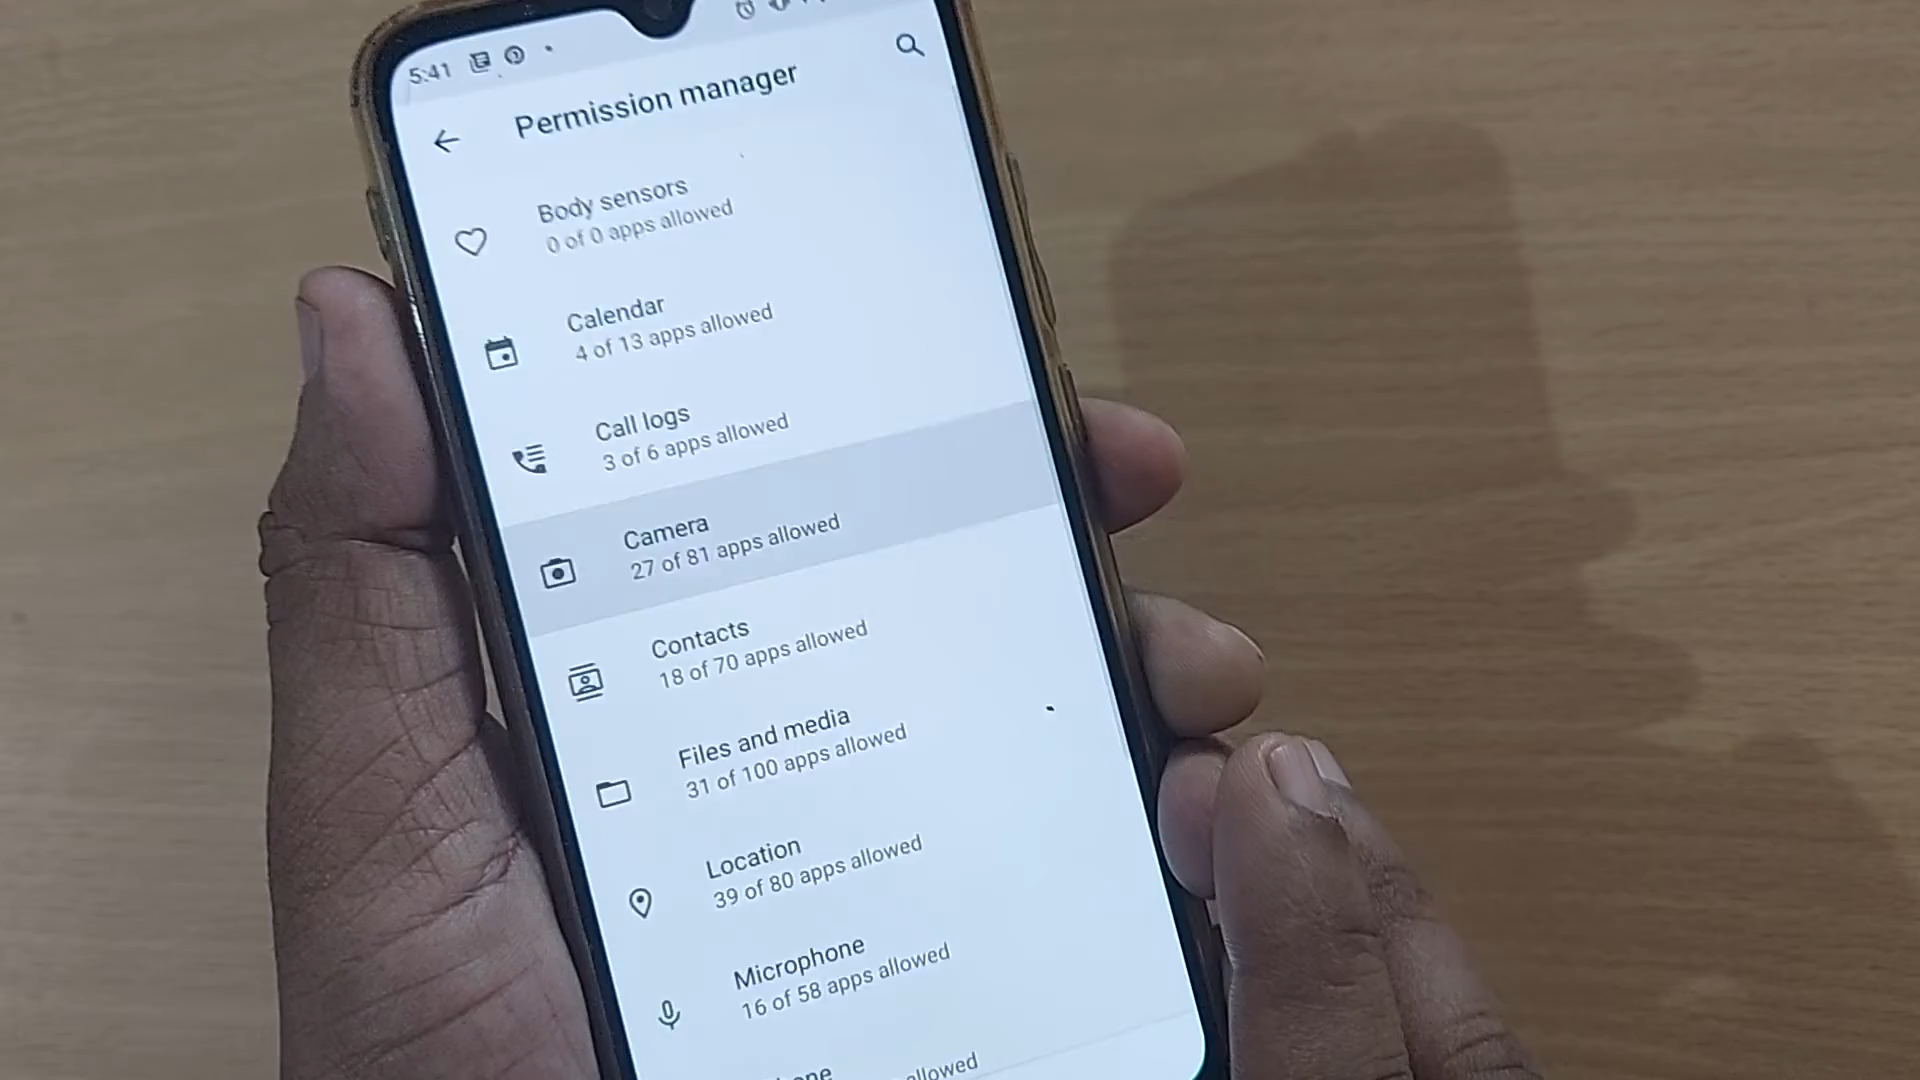 5:41
Permission manager
Body sensors
0 of 0 apps allowed
Calendar
4 of 13 apps allowed
Call logs
3 of 6 apps allowed
Camera
27 of 81 apps allowed
Contacts
18 of 70 apps allowed
Files and media
31 of 100 apps allowed
Location
39 of 80 apps allowed
Microphone
16 of 58 apps allowed